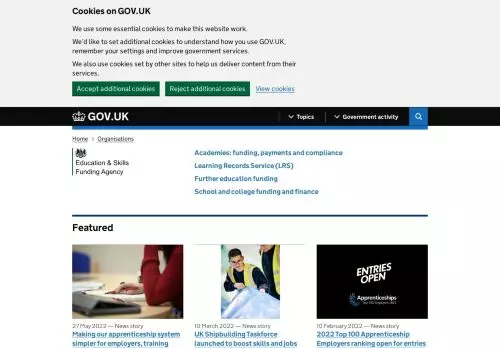 Cookies on GOV.UK
We use some essential cookies to make this website work.
We'd like to set additional cookies to understand how you use GOV.UK,
remember your settings and improve government services.
We also use cookies set by other sites to help us deliver content from their
services.
Accept additional cookies
Reject additional cookies
View cookies
GOV.UK
Topics
Government activity
Home
Organisations
Education & Skills
Funding Agency
Academies: funding, payments and compliance
Learning Records Service (LRS)
Further education funding
School and college funding and finance
Featured
ENTRIES
OPEN
Apprenticeships
Top 100 Employers 2022
27 May 2022 — News story
Making our apprenticeship system
simpler for employers, training
10 March 2022 — News story
UK Shipbuilding Taskforce
launched to boost skills and jobs
10 February 2022 — News story
2022 Top 100 Apprenticeship
Employers ranking open for entries